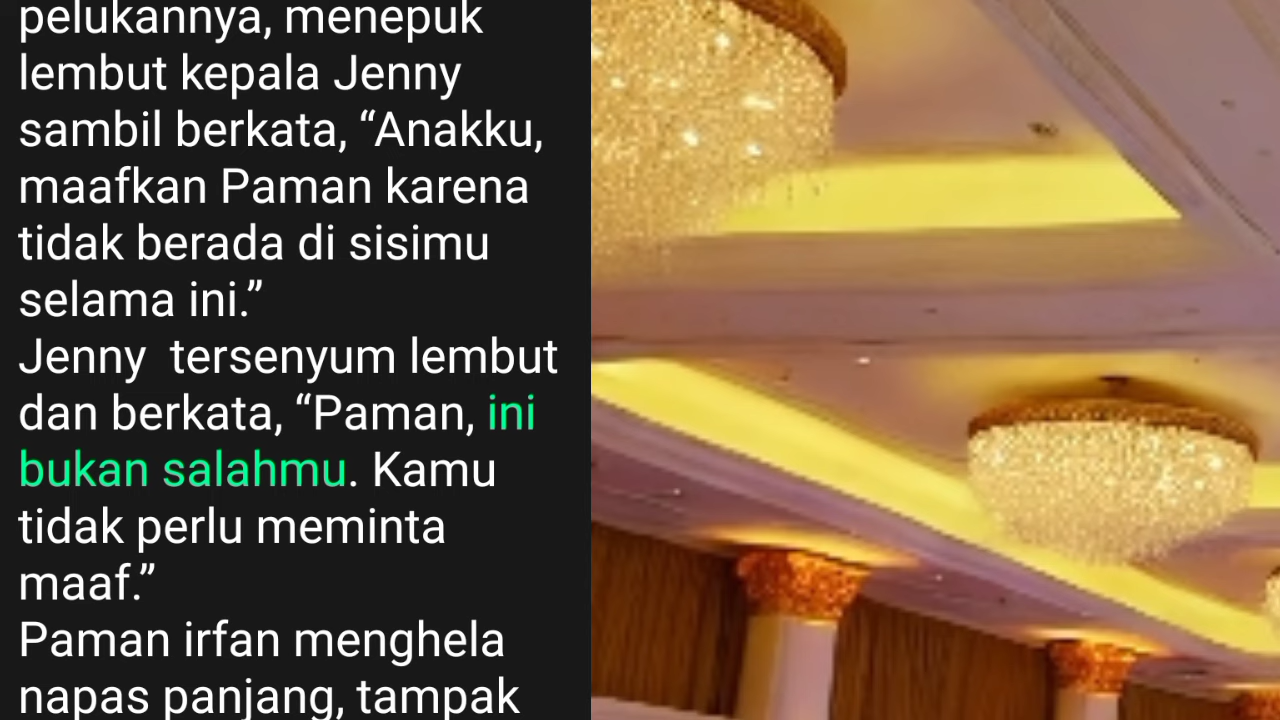 pelukannya, menepuk
lembut kepala Jenny
sambil berkata, “Anakku,
maafkan Paman karena
tidak berada di sisimu
selama ini.”
Jenny  tersenyum lembut
dan berkata, “Paman, ini
bukan salahmu. Kamu
tidak perlu meminta
maaf.”
Paman irfan menghela
napas panjang, tampak